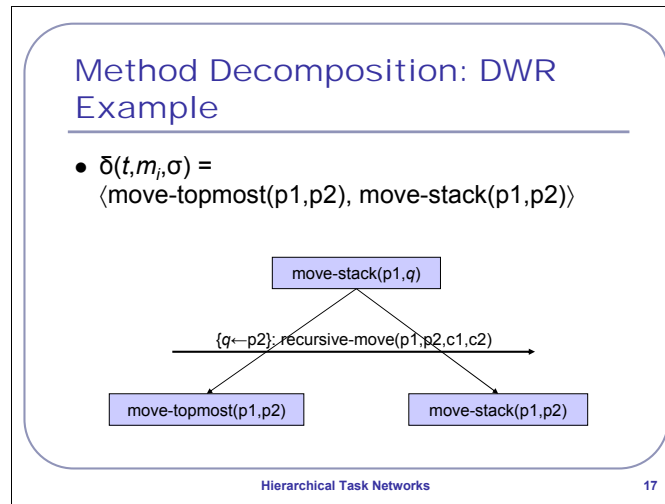 Method Decomposition: DWR
Example
● δ(t,mᵢ,σ) =
⟨move-topmost(p1,p2), move-stack(p1,p2)⟩
move-stack(p1,q)
{q←p2}: recursive-move(p1,p2,c1,c2)
move-topmost(p1,p2)
move-stack(p1,p2)
Hierarchical Task Networks
17